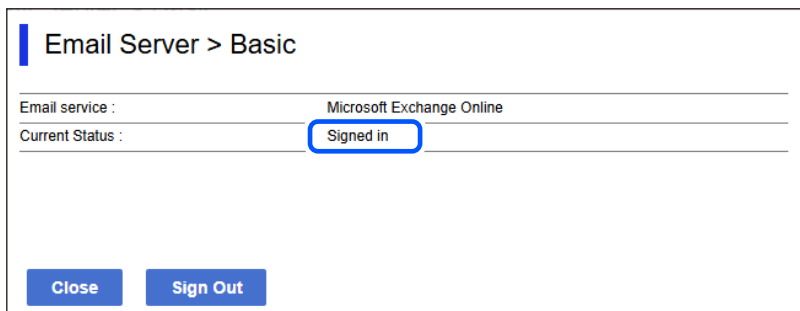 Email Server > Basic
Email service : Microsoft Exchange Online
Current Status : Signed in
Close Sign Out